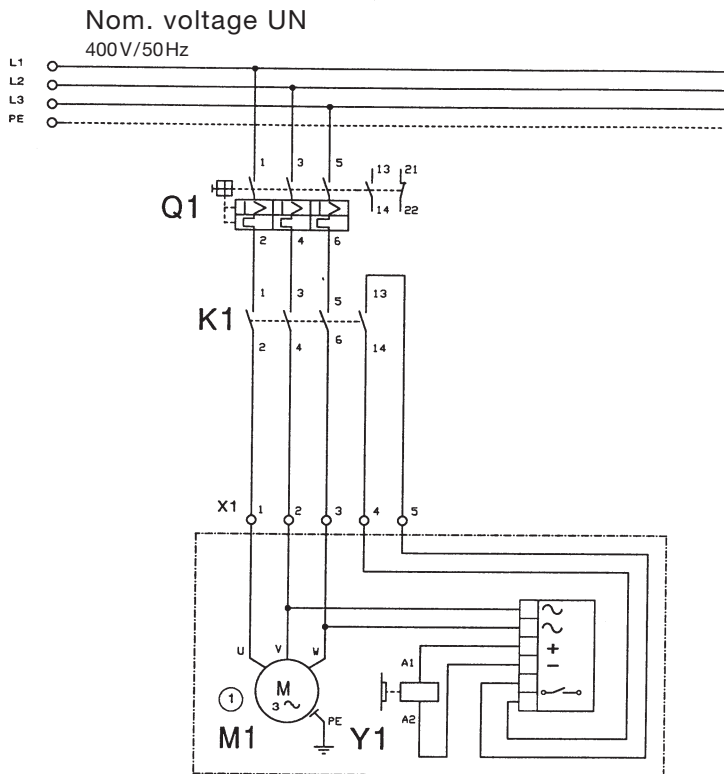 Nom. voltage UN
400V/50Hz
L1
L2
L3
PE
1 3 5 13 21
Q1
14 22
2 4 6
1 3 5 13
K1
2 4 6 14
X1 1 2 3 4 5
U V W
+
A1 −
M
3
1
PE
A2
M1 Y1